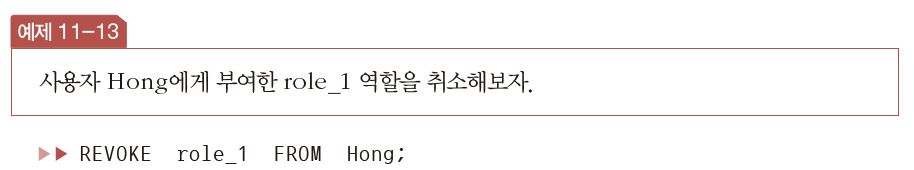 예제 11-13
사용자 Hong에게 부여한 role_1 역할을 취소해보자.
REVOKE role_1 FROM Hong;